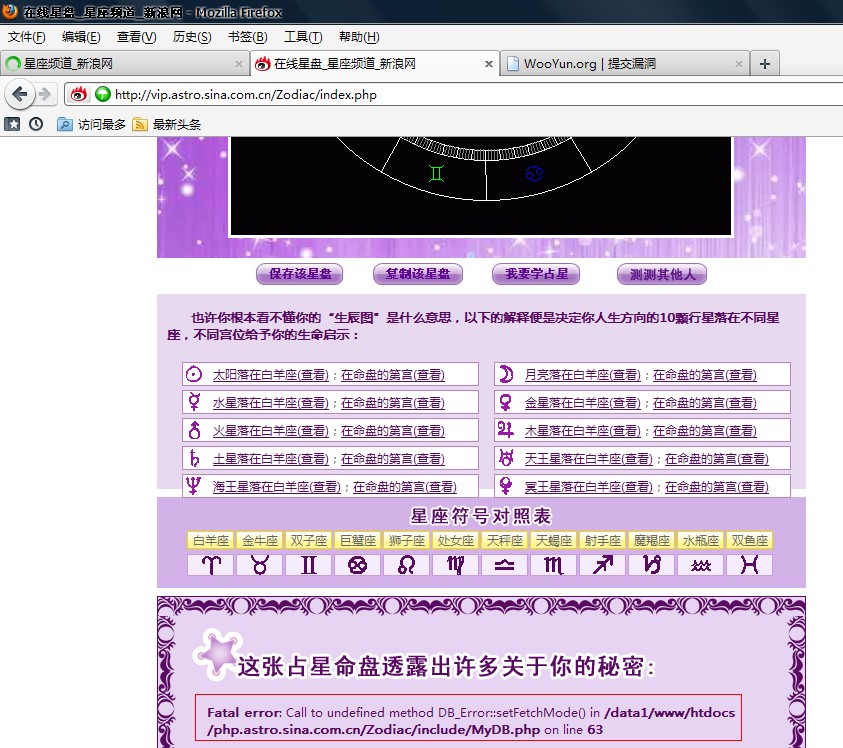 在线星盘_星座频道_新浪网 - Mozilla Firefox
文件(F) 编辑(E) 查看(V) 历史(S) 书签(B) 工具(T) 帮助(H)
星座频道_新浪网 × 在线星盘_星座频道_新浪网 × WooYun.org | 提交漏洞 × +
http://vip.astro.sina.com.cn/Zodiac/index.php
访问最多 最新头条
保存该星盘 复制该星盘 我要学占星 测测其他人
也许你根本看不懂你的“生辰图”是什么意思，以下的解释便是决定你人生方向的10颗行星落在不同星
座，不同宫位给予你的生命启示：
太阳落在白羊座(查看)；在命盘的第宫(查看) 月亮落在白羊座(查看)；在命盘的第宫(查看)
水星落在白羊座(查看)；在命盘的第宫(查看) 金星落在白羊座(查看)；在命盘的第宫(查看)
火星落在白羊座(查看)；在命盘的第宫(查看) 木星落在白羊座(查看)；在命盘的第宫(查看)
土星落在白羊座(查看)；在命盘的第宫(查看) 天王星落在白羊座(查看)；在命盘的第宫(查看)
海王星落在白羊座(查看)；在命盘的第宫(查看) 冥王星落在白羊座(查看)；在命盘的第宫(查看)
星座符号对照表
白羊座 金牛座 双子座 巨蟹座 狮子座 处女座 天秤座 天蝎座 射手座 魔羯座 水瓶座 双鱼座
这张占星命盘透露出许多关于你的秘密：
Fatal error: Call to undefined method DB_Error::setFetchMode() in /data1/www/htdocs
/php.astro.sina.com.cn/Zodiac/include/MyDB.php on line 63